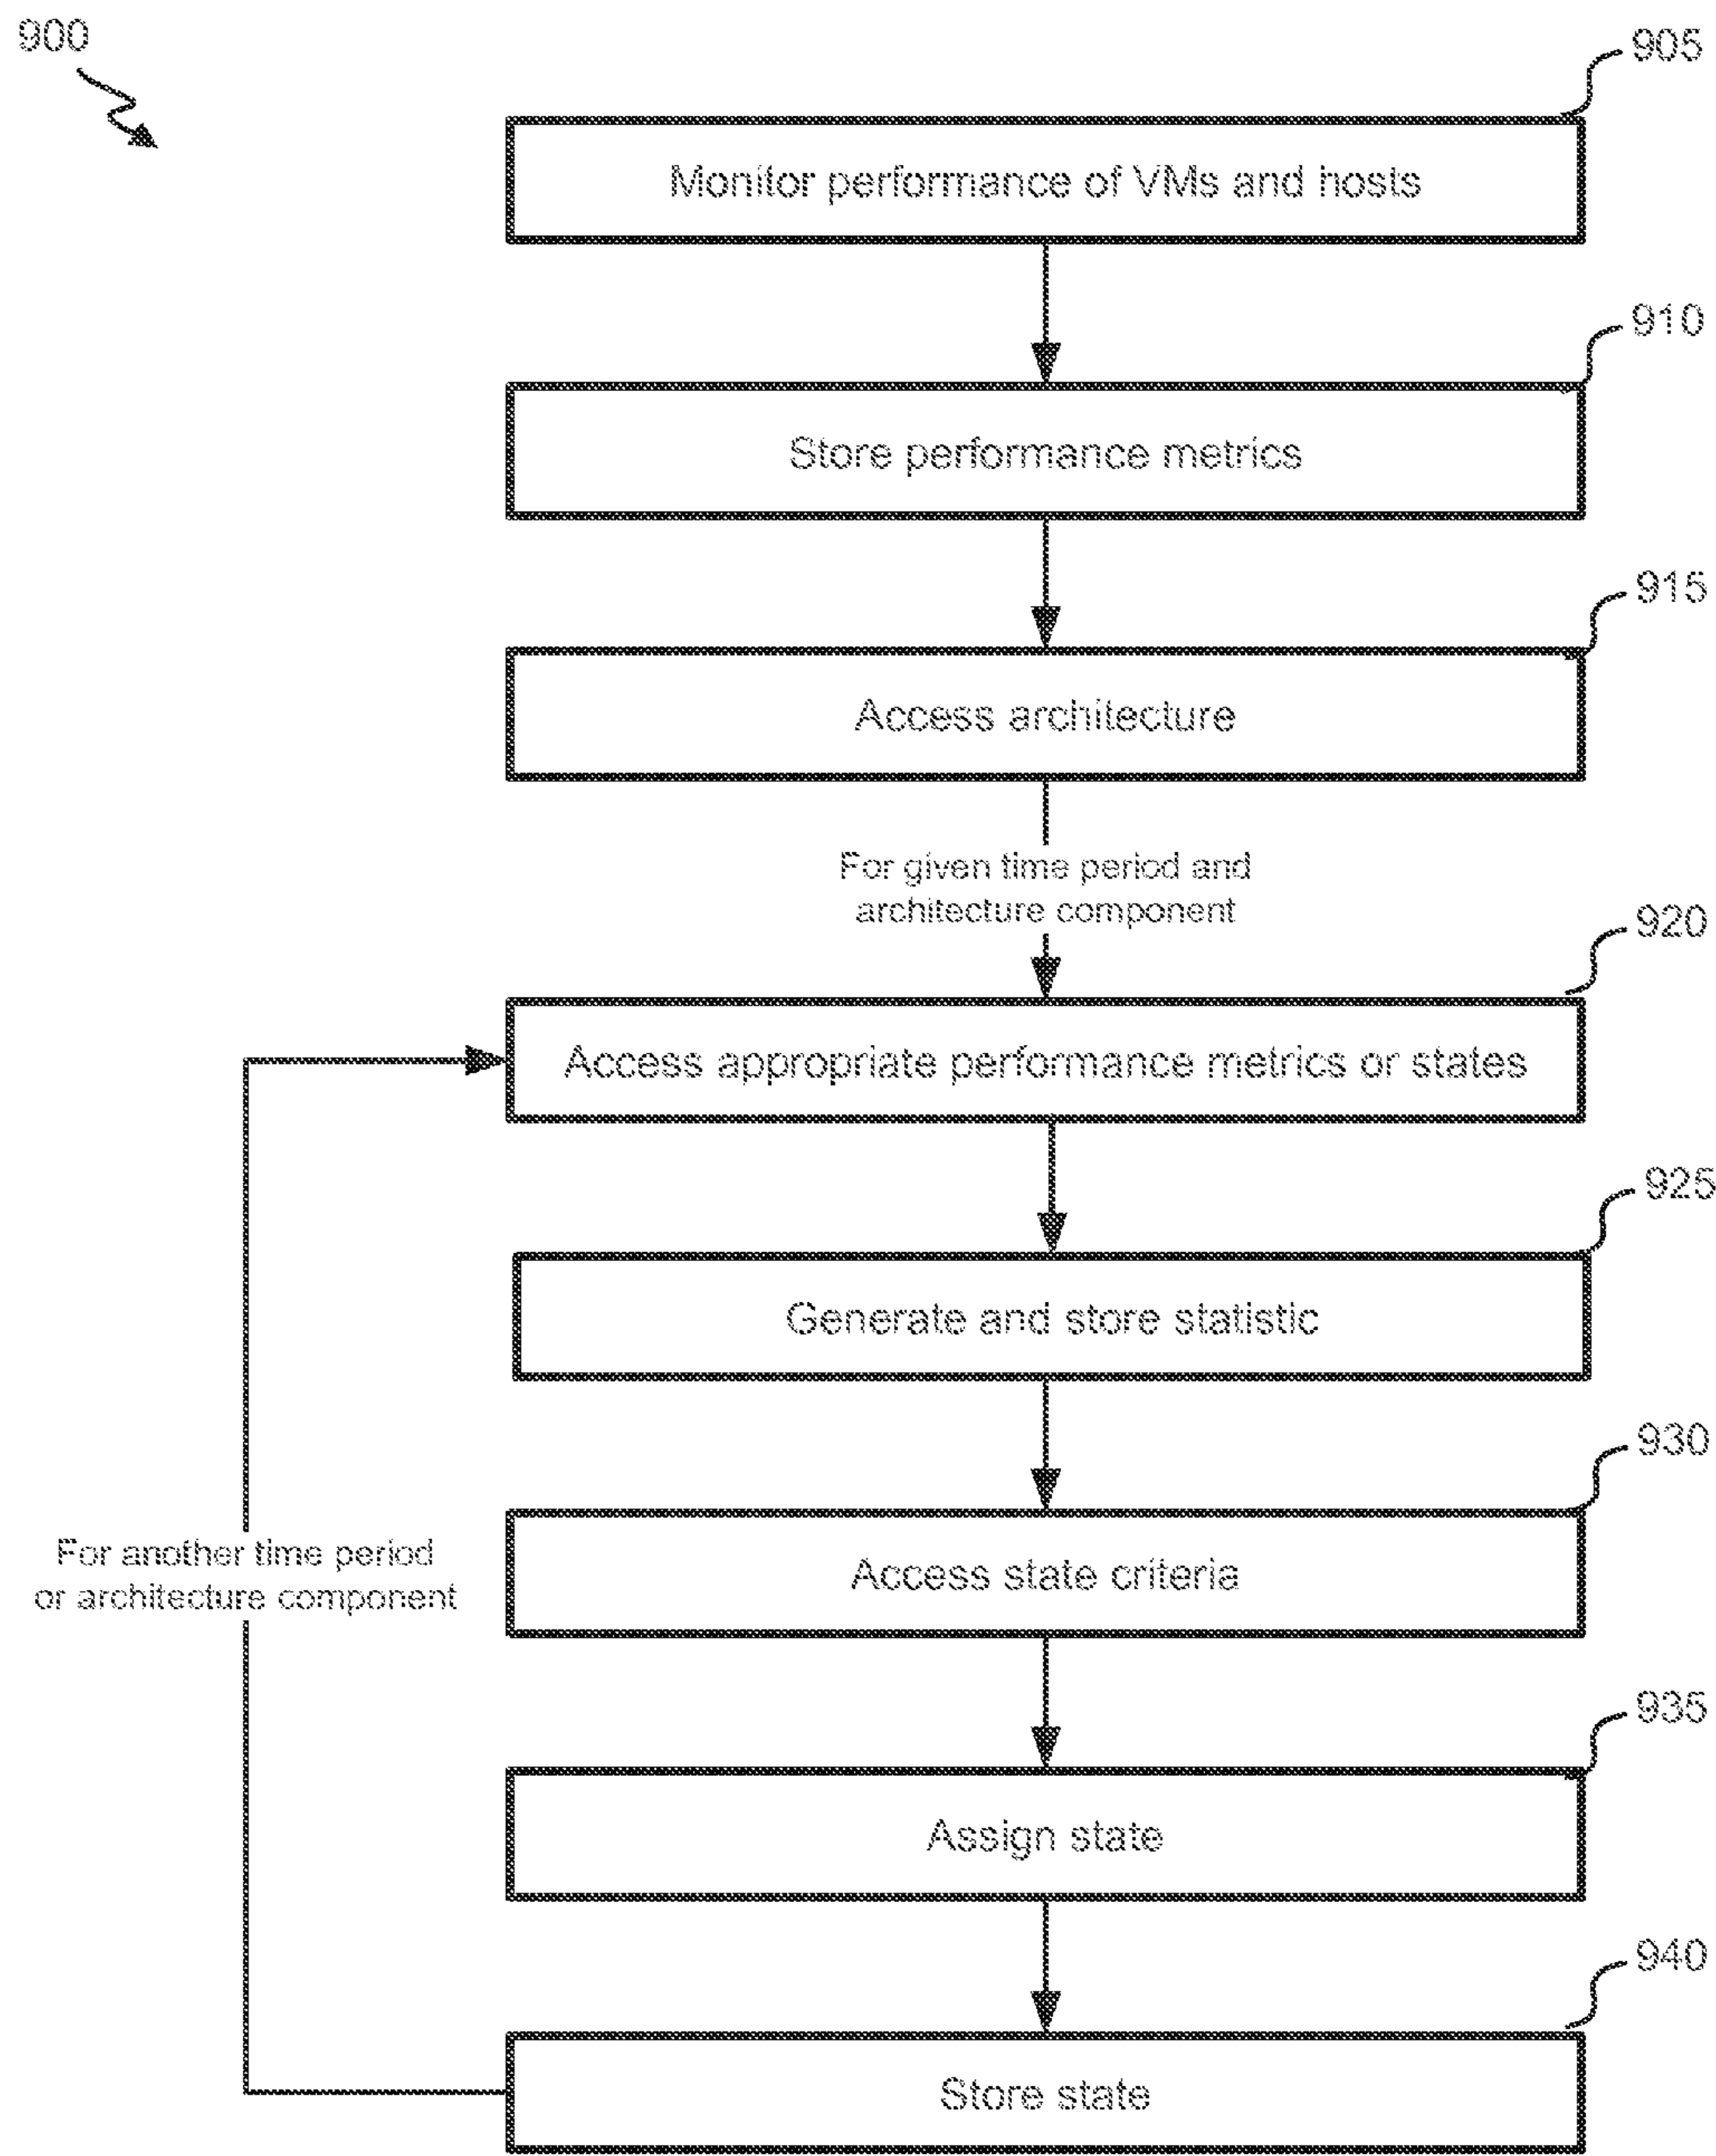 900
905
Monitor performance of VMs and hosts
910
Store performance metrics
915
Access architecture
For given time period and
architecture component
920
Access appropriate performance metrics or states
925
Generate and store statistic
930
Access state criteria
For another time period
or architecture component
935
Assign state
940
Store state